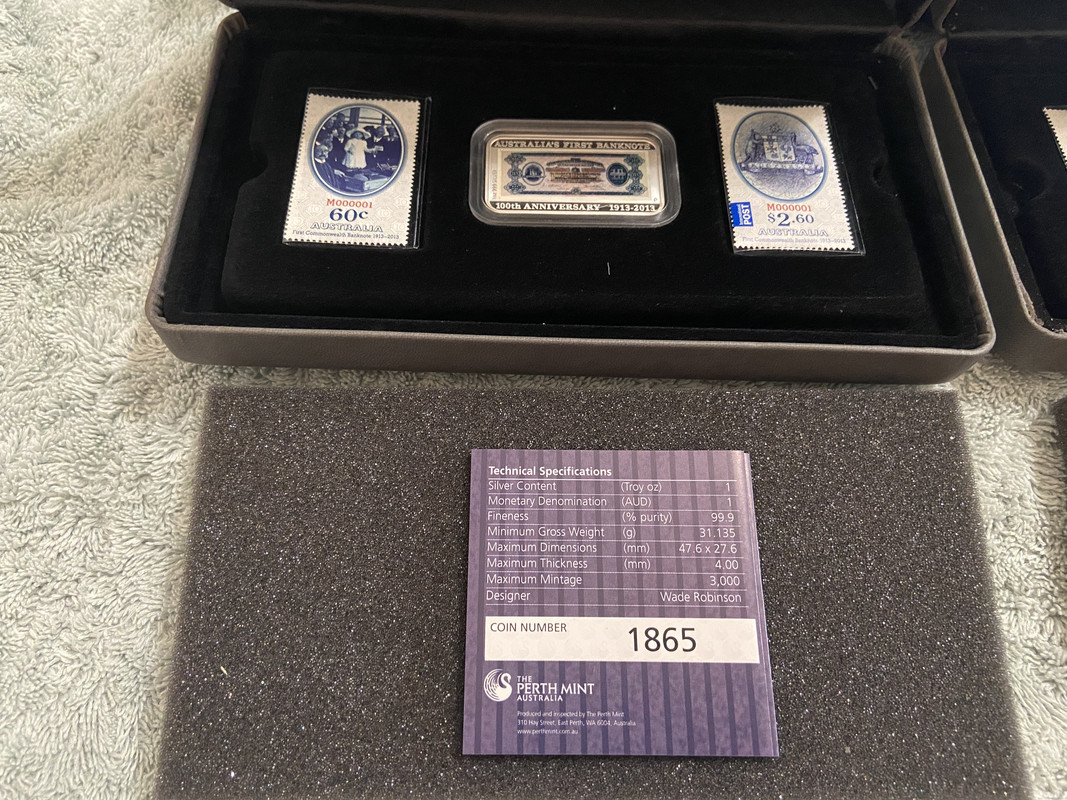 M000001
60c
AUSTRALIA
First Commonwealth Banknote 1913–2013
AUSTRALIA'S FIRST BANKNOTE
100th ANNIVERSARY 1913-2013
AUSTRALIA
POST
M000001
$2.60
AUSTRALIA
First Commonwealth Banknote 1913–2013
Technical Specifications
Silver Content (Troy oz) 1
Monetary Denomination (AUD) 1
Fineness (% purity) 99.9
Minimum Gross Weight (g) 31.135
Maximum Dimensions (mm) 47.6 x 27.6
Maximum Thickness (mm) 4.00
Maximum Mintage 3,000
Designer Wade Robinson
COIN NUMBER 1865
THE
PERTH MINT
AUSTRALIA
Produced and inspected by The Perth Mint
310 Hay Street, East Perth, WA 6004, Australia
www.perthmint.com.au